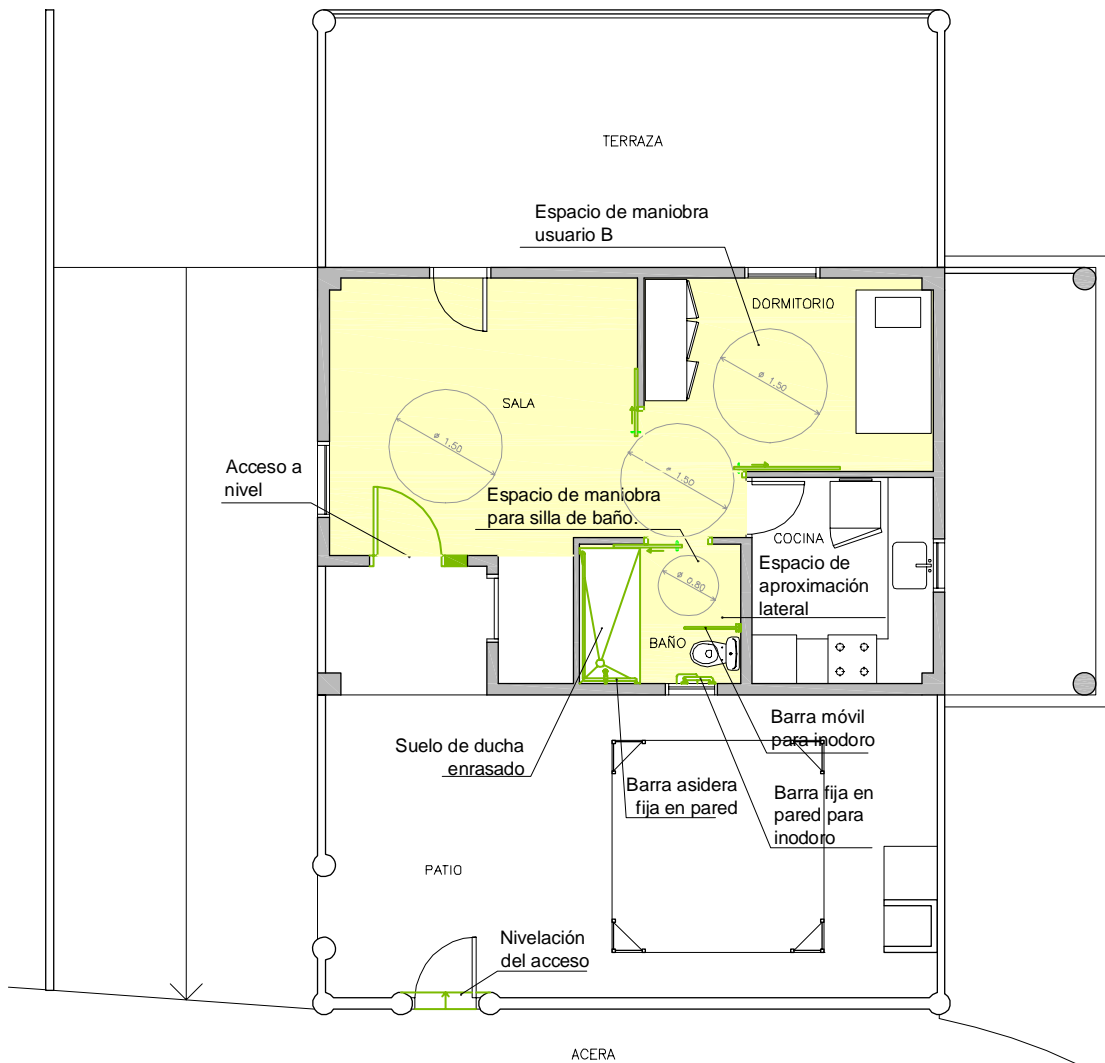 TERRAZA
Espacio de maniobra
usuario B
DORMITORIO
ø 1.50
SALA
ø 1.50
Acceso a
nivel
Espacio de maniobra
para silla de baño.
ø 1.50
COCINA
Espacio de
aproximación
lateral
ø 0.80
BAÑO
Suelo de ducha
enrasado
Barra asidera
fija en pared
Barra móvil
para inodoro
Barra fija en
pared para
inodoro
PATIO
Nivelación
del acceso
ACERA